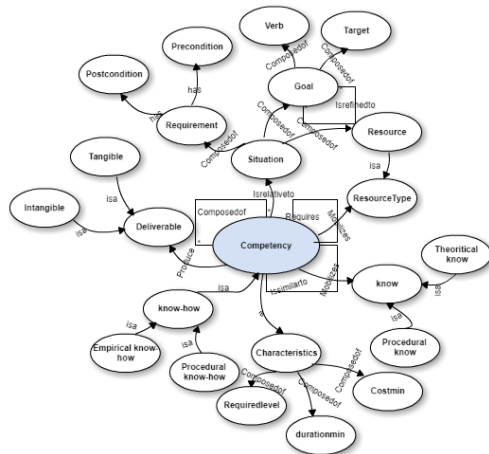 Verb
Target
Precondition
Composedof
Composedof
Postcondition
Goal
has
Isrefinedto
has
Requirement
Composedof
Composedof
Resource
Composedof
Situation
Tangible
isa
Isrelativeto
ResourceType
Intangible
isa
Composedof
*
Requires
Mobilizes
isa
Deliverable
*
Competency
Theoritical
know
Produce
Mobilizes
know
isa
Issimilarto
isa
know-how
isa
isa
Empirical know-
how
isa
Characteristics
Procedural
know
Procedural
know-how
Composedof
Composedof
Composedof
Costmin
Requiredlevel
durationmin